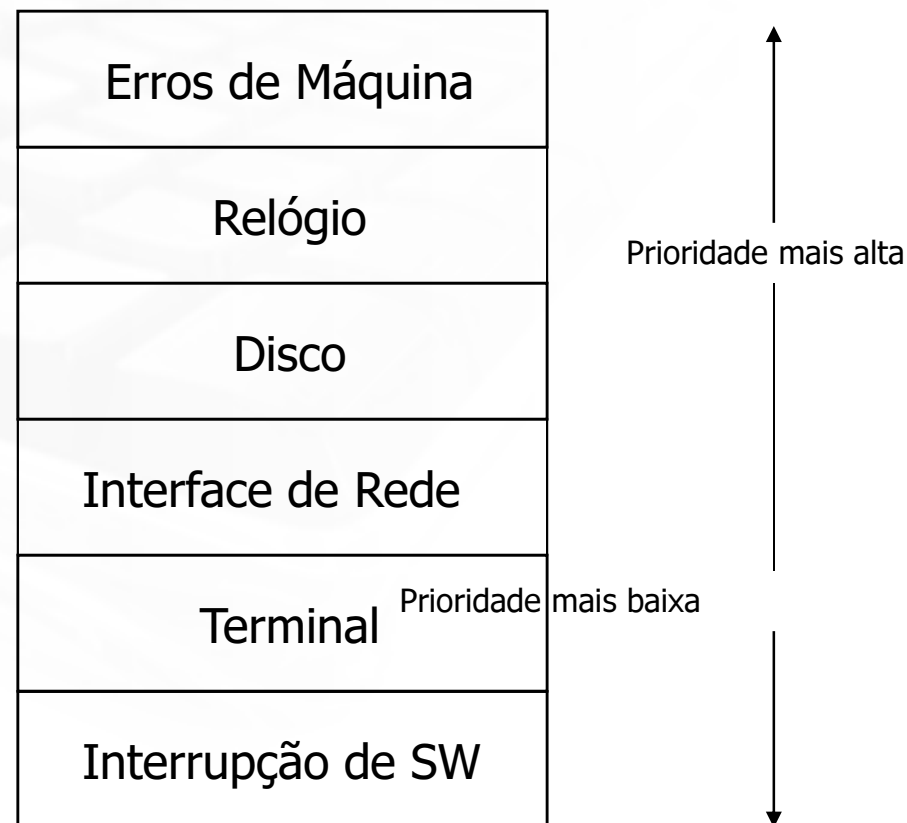 Erros de Máquina
Relógio
Prioridade mais alta
Disco
Interface de Rede
Terminal
Prioridade mais baixa
Interrupção de SW